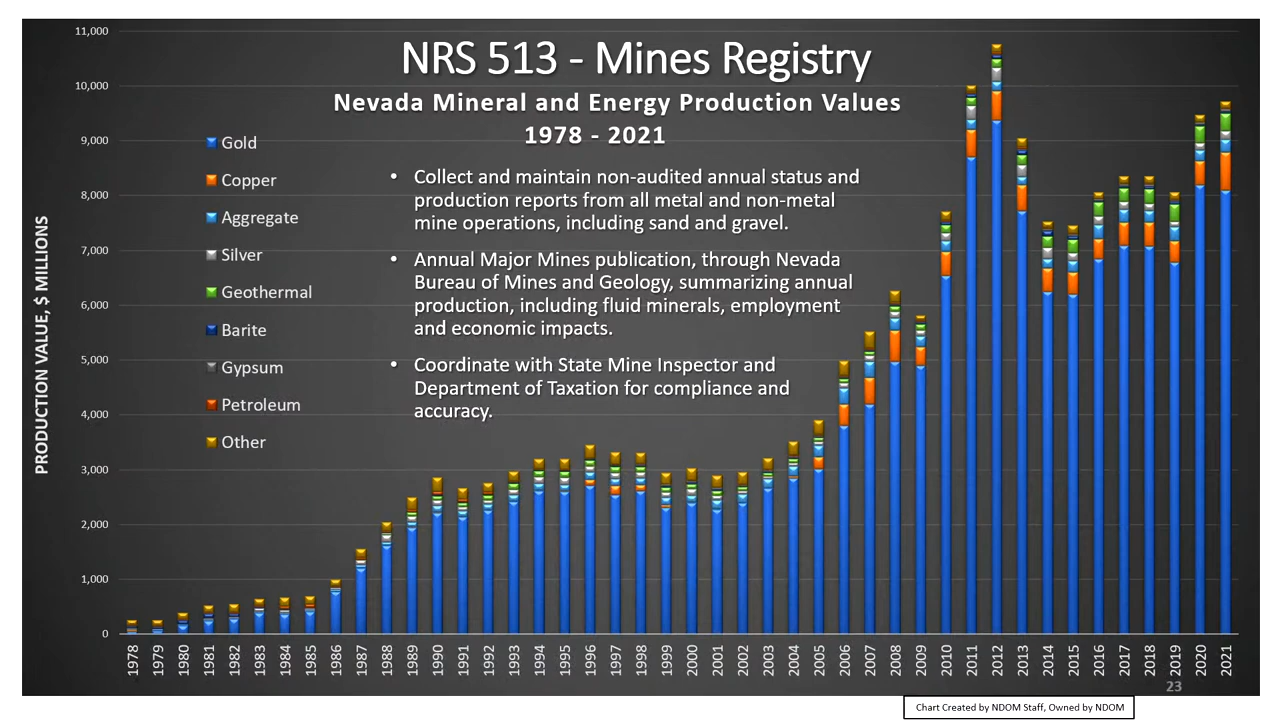 NRS 513 - Mines Registry
Nevada Mineral and Energy Production Values
1978 - 2021
11,000
10,000
9,000
8,000
7,000
6,000
5,000
4,000
3,000
2,000
1,000
0
PRODUCTION VALUE, $ MILLIONS
Gold
Copper
Aggregate
Silver
Geothermal
Barite
Gypsum
Petroleum
Other
• Collect and maintain non-audited annual status and
production reports from all metal and non-metal
mine operations, including sand and gravel.
• Annual Major Mines publication, through Nevada
Bureau of Mines and Geology, summarizing annual
production, including fluid minerals, employment
and economic impacts.
• Coordinate with State Mine Inspector and
Department of Taxation for compliance and
accuracy.
1978 1979 1980 1981 1982 1983 1984 1985 1986 1987 1988 1989 1990 1991 1992 1993 1994 1995 1996 1997 1998 1999 2000 2001 2002 2003 2004 2005 2006 2007 2008 2009 2010 2011 2012 2013 2014 2015 2016 2017 2018 2019 2020 2021
23
Chart Created by NDOM Staff, Owned by NDOM